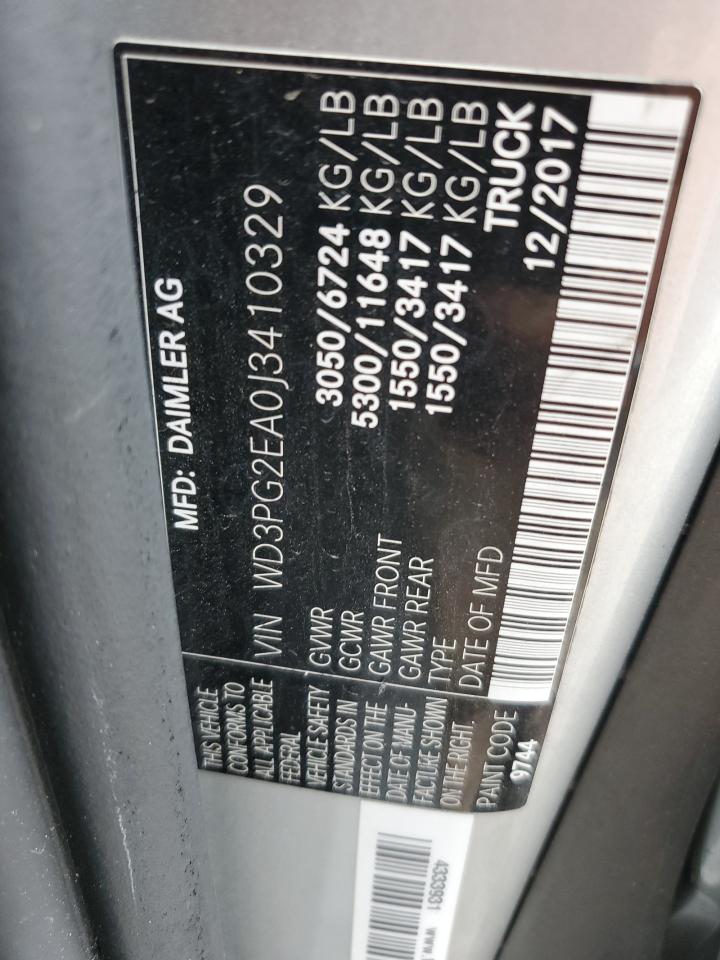 MFD: DAIMLER AG
VIN WD3PG2EA0J3410329
GVWR 3050/6724 KG/LB
GCWR 5300/11648 KG/LB
GAWR FRONT 1550/3417 KG/LB
GAWR REAR 1550/3417 KG/LB
TYPE TRUCK
DATE OF MFD 12/2017
THIS VEHICLE
CONFORMS TO
ALL APPLICABLE
FEDERAL
VEHICLE SAFETY
STANDARDS IN
EFFECT ON THE
DATE OF MANU-
FACTURE SHOWN
ON THE RIGHT.
PAINT CODE
9744
4333931